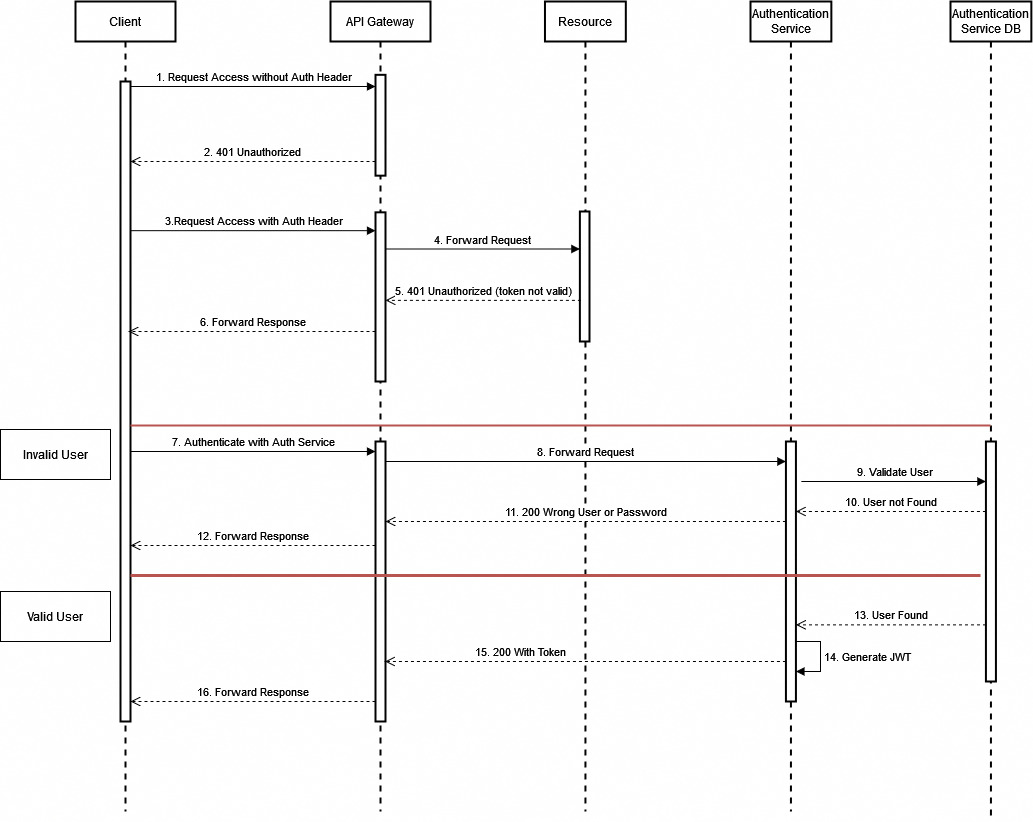 Client
API Gateway
Resource
Authentication
Service
Authentication
Service DB
1. Request Access without Auth Header
2. 401 Unauthorized
3.Request Access with Auth Header
4. Forward Request
5. 401 Unauthorized (token not valid)
6. Forward Response
Invalid User
7. Authenticate with Auth Service
8. Forward Request
9. Validate User
10. User not Found
11. 200 Wrong User or Password
12. Forward Response
Valid User
13. User Found
14. Generate JWT
15. 200 With Token
16. Forward Response